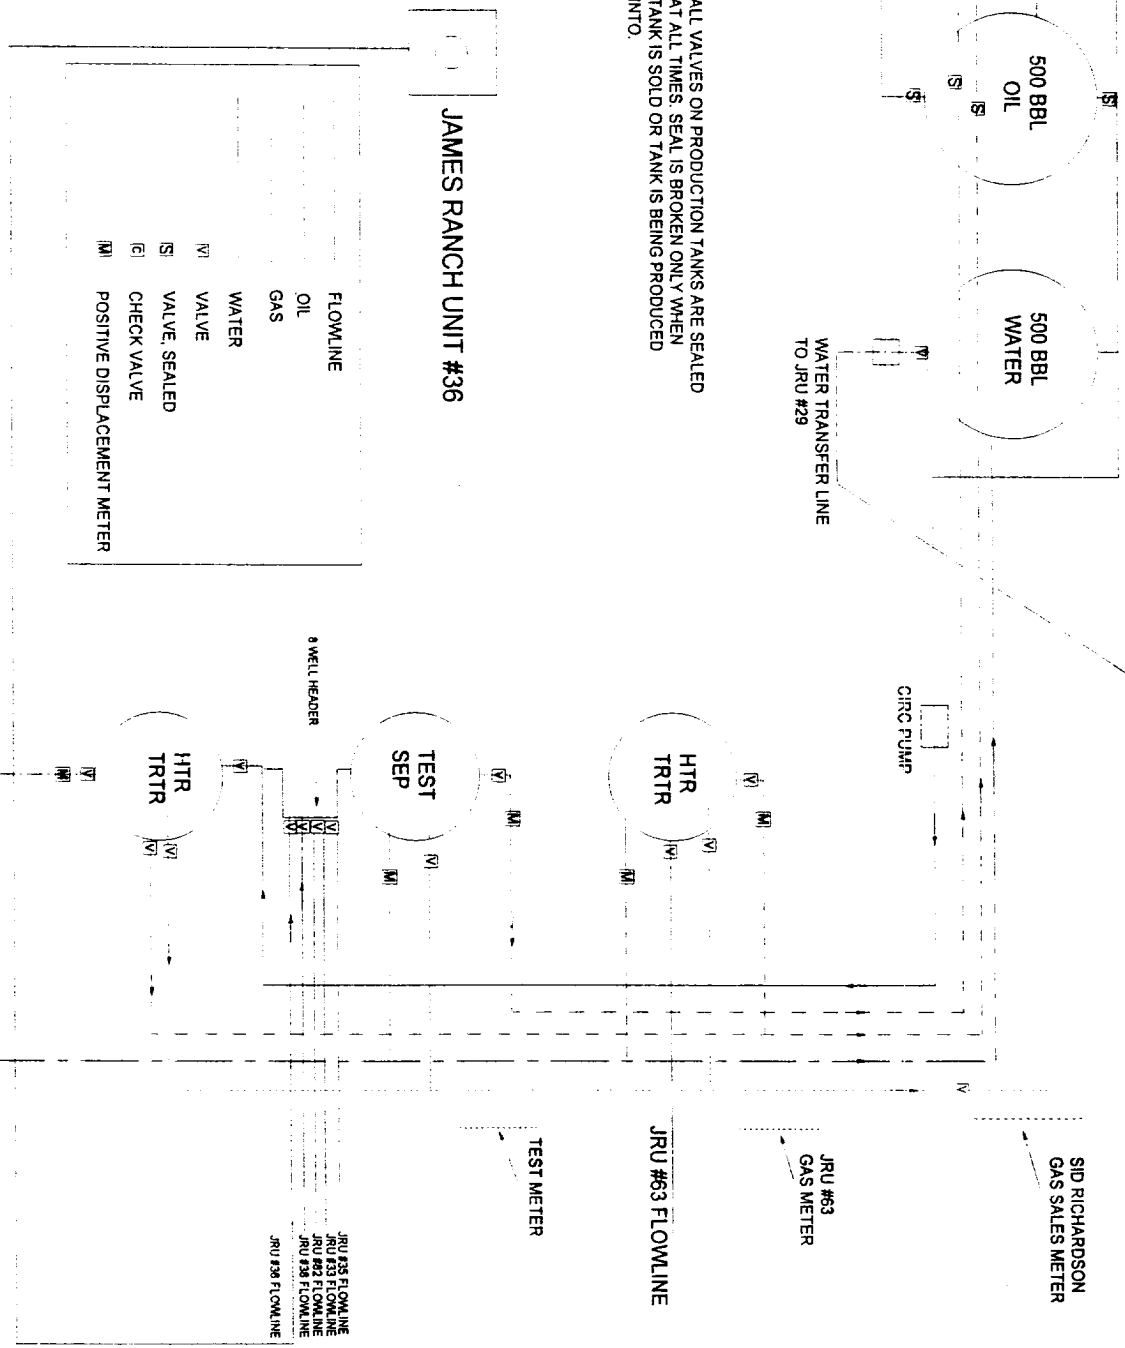 SID RICHARDSON
GAS SALES METER
JRU #63
GAS METER
JRU #63 FLOWLINE
TEST METER
JRU #35 FLOWLINE
JRU #33 FLOWLINE
JRU #82 FLOWLINE
JRU #38 FLOWLINE
JRU #36 FLOWLINE
500 BBL
OIL
S
S
S
S
500 BBL
WATER
V
WATER TRANSFER LINE
TO JRU #29
CIRC PUMP
HTR
TRTR
V
M
V
V
M
TEST
SEP
V
M
V
M
8 WELL HEADER
V
V
V
V
HTR
TRTR
V
V
V
V
M
V
ALL VALVES ON PRODUCTION TANKS ARE SEALED
AT ALL TIMES. SEAL IS BROKEN ONLY WHEN
TANK IS SOLD OR TANK IS BEING PRODUCED
INTO.
JAMES RANCH UNIT #36
FLOWLINE
OIL
GAS
WATER
V VALVE
S VALVE, SEALED
C CHECK VALVE
M POSITIVE DISPLACEMENT METER